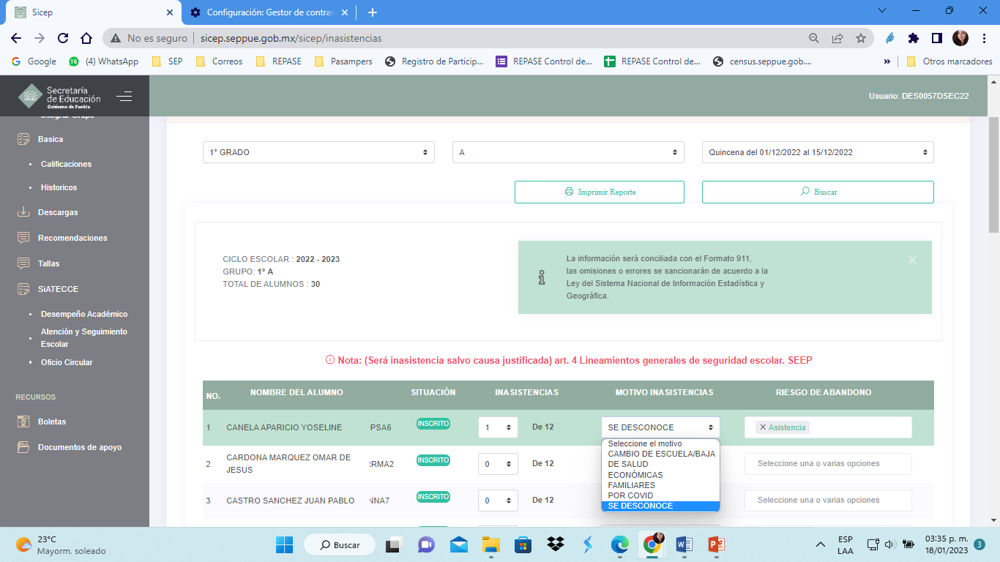 Sicep
Configuración: Gestor de contras
No es seguro
sicep.seppue.gob.mx/sicep/inasistencias
Google
(4) WhatsApp
SEP
Correos
REPASE
Pasampers
Registro de Particip...
REPASE Control de...
REPASE Control de...
census.seppue.gob....
»
Otros marcadores
Secretaría
de Educación
Gobierno de Puebla
Usuario: DES0057DSEC22
Integrar Grupo
Basica
Calificaciones
Historicos
Descargas
Recomendaciones
Tallas
SiATECCE
Desempeño Académico
Atención y Seguimiento
Escolar
Oficio Circular
RECURSOS
Boletas
Documentos de apoyo
1° GRADO
A
Quincena del 01/12/2022 al 15/12/2022
Imprimir Reporte
Buscar
CICLO ESCOLAR : 2022 - 2023
GRUPO: 1° A
TOTAL DE ALUMNOS : 30
La información será conciliada con el Formato 911,
las omisiones o errores se sancionarán de acuerdo a la
Ley del Sistema Nacional de Información Estadística y
Geográfica.
Nota: (Será inasistencia salvo causa justificada) art. 4 Lineamientos generales de seguridad escolar. SEEP
NO. NOMBRE DEL ALUMNO SITUACIÓN INASISTENCIAS MOTIVO INASISTENCIAS RIESGO DE ABANDONO
1 CANELA APARICIO YOSELINE PSA6 INSCRITO 1 De 12 SE DESCONOCE Asistencia
Seleccione el motivo
CAMBIO DE ESCUELA/BAJA
DE SALUD
ECONÓMICAS
FAMILIARES
POR COVID
SE DESCONOCE
2 CARDONA MARQUEZ OMAR DE
JESUS RMA2 INSCRITO 0 De 12 Seleccione una o varias opciones
3 CASTRO SANCHEZ JUAN PABLO NNA7 INSCRITO 0 De 12 Seleccione una o varias opciones
23°C
Mayorm. soleado
Buscar
ESP
LAA
03:35 p. m.
18/01/2023
3